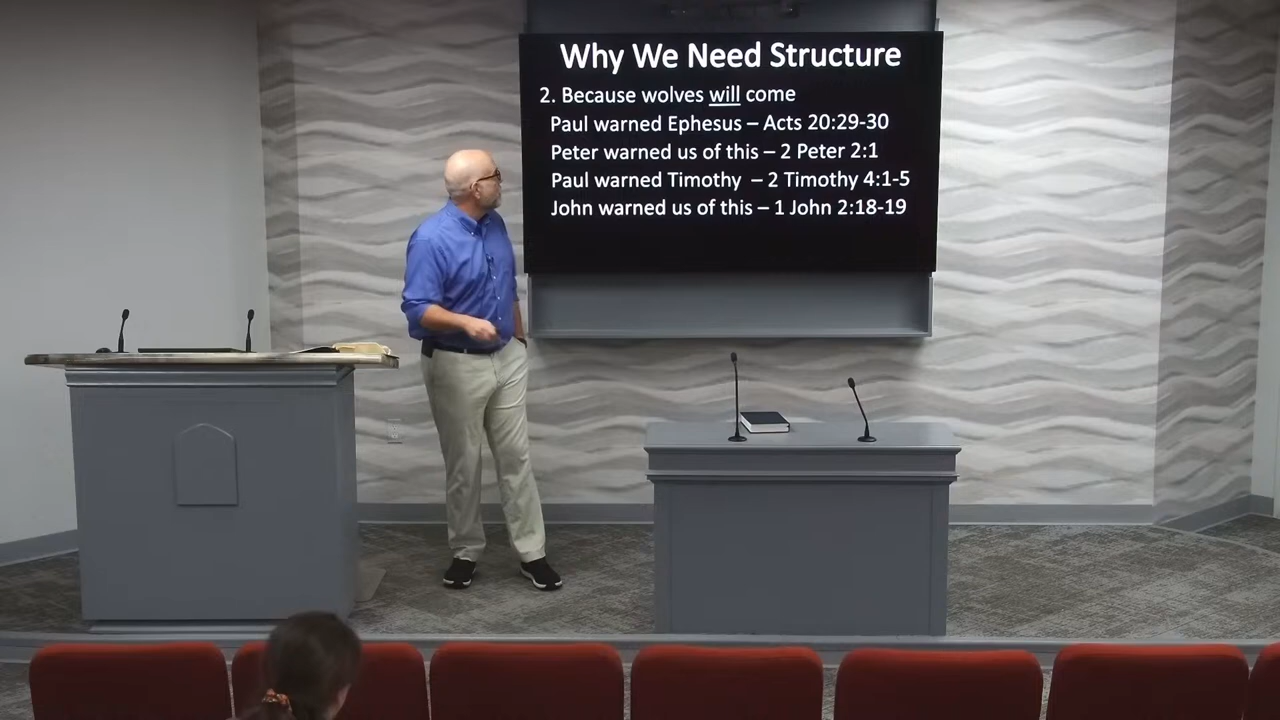 Why We Need Structure
2. Because wolves will come
Paul warned Ephesus – Acts 20:29-30
Peter warned us of this – 2 Peter 2:1
Paul warned Timothy – 2 Timothy 4:1-5
John warned us of this – 1 John 2:18-19